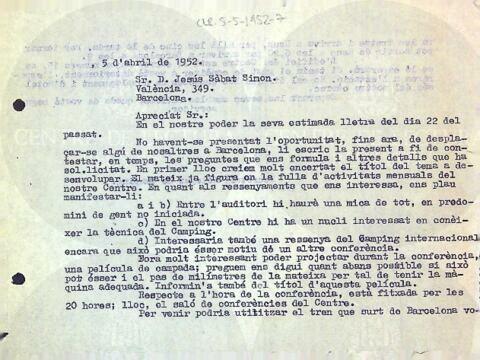 CLR.5-5-1952-7
5 d'abril de 1952.
Sr. D. Jesús Sàbat Sinon.
València, 349.
Barcelona.
Apreciat Sr.:
En el nostre poder la seva estimada lletra del dia 22 del
passat.
No havent-se presentat l'oportunitat, fins ara, de despla-
çar-se algú de nosaltres a Barcelona, li escric la present a fi de con-
testar, en temps, les preguntes que ens formula i altres detalls que ha
sol.licitat. En primer lloc creiem molt encertat el títol del tema a de-
senvolupar. El mateix ja figura en la fulla d'activitats mensuals del
nostre Centre. En quant als ressenyaments que ens interessa, ens plau
manifestar-li:
a i b) Entre l'auditori hi haurà una mica de tot, en predo-
mini de gent no iniciada.
c) En el nostre Centre hi ha un nucli interessat en conèi-
xer la tècnica del Camping.
d) Interessaria també una ressenya del Camping internacional
encara que això podria ésser motiu de un altre conferència.
Fora molt interessant poder projectar durant la conferència,
una película de campada; preguem ens digui quant abans possible si això
pot ésser i el pas de milimetres de la mateixa per tal de tenir la mà-
quina adequada. Informin's també del títol d'aquesta película.
Respecte a l'hora de la conferència, està fitxada per les
20 hores; lloc, el saló de conferències del Centre.
Per venir podria utilitzar el tren que surt de Barcelona vo-